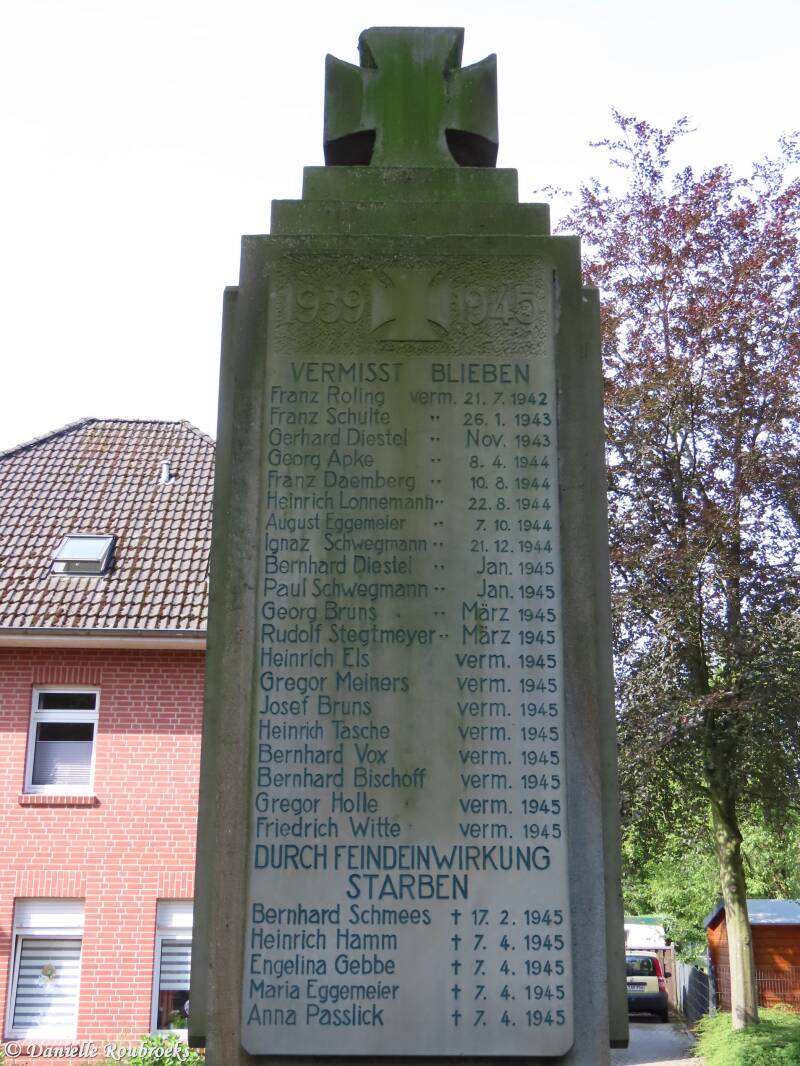 1939 1945
VERMISST BLIEBEN
Franz Roling verm. 21. 7. 1942
Franz Schulte " 26. 1. 1943
Gerhard Diestel " Nov. 1943
Georg Apke " 8. 4. 1944
Franz Daemberg " 10. 8. 1944
Heinrich Lonnemann " 22. 8. 1944
August Eggemeier " 7. 10. 1944
Ignaz Schwegmann " 21. 12. 1944
Bernhard Diestel " Jan. 1945
Paul Schwegmann " Jan. 1945
Georg Bruns " März 1945
Rudolf Stegtmeyer " März 1945
Heinrich Els verm. 1945
Gregor Meiners verm. 1945
Josef Bruns verm. 1945
Heinrich Tasche verm. 1945
Bernhard Vox verm. 1945
Bernhard Bischoff verm. 1945
Gregor Holle verm. 1945
Friedrich Witte verm. 1945
DURCH FEINDEINWIRKUNG
STARBEN
Bernhard Schmees † 17. 2. 1945
Heinrich Hamm † 7. 4. 1945
Engelina Gebbe † 7. 4. 1945
Maria Eggemeier † 7. 4. 1945
Anna Passlick † 7. 4. 1945
© Danielle Roubroeks